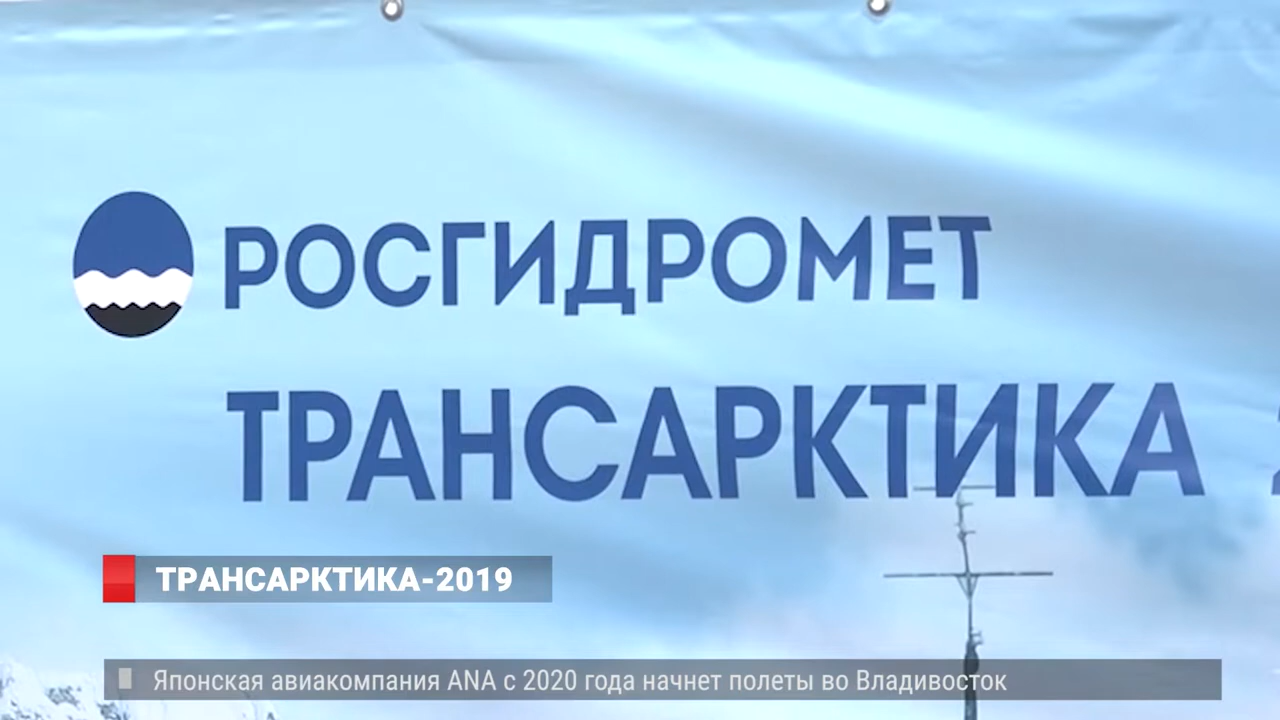 РОСГИДРОМЕТ
ТРАНСАРКТИКА
ТРАНСАРКТИКА-2019
Японская авиакомпания ANA с 2020 года начнет полеты во Владивосток